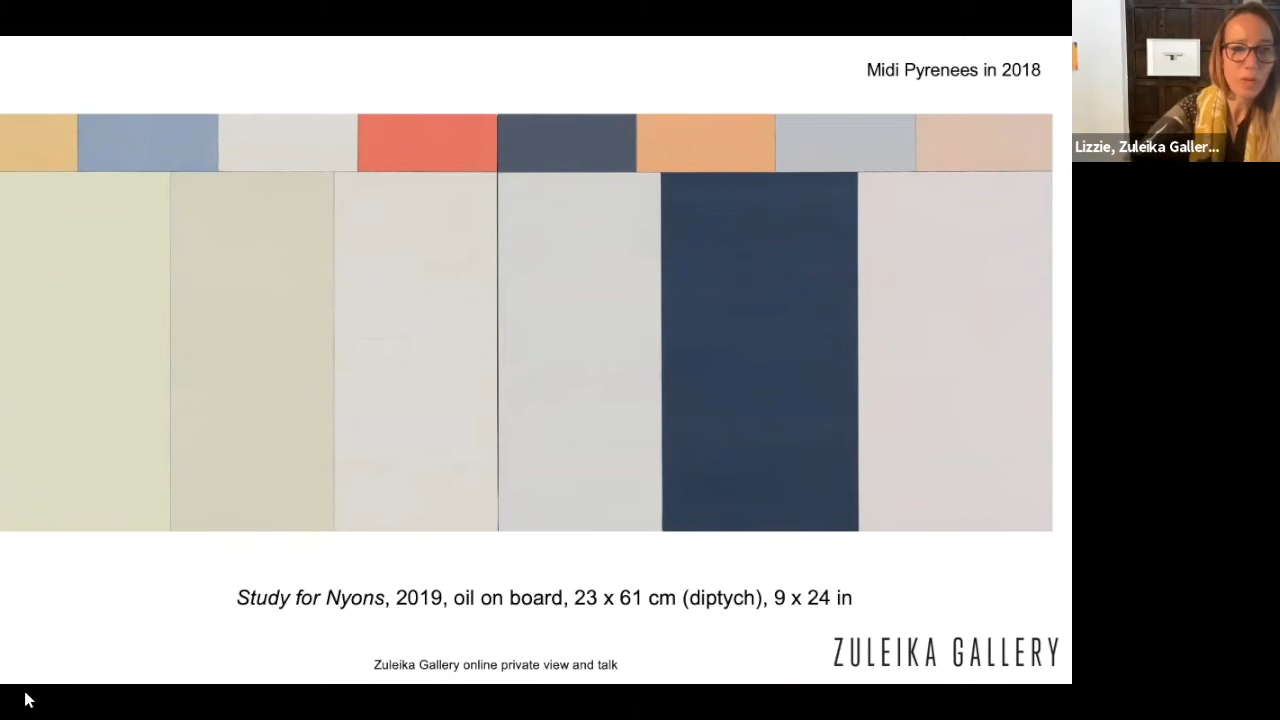 Midi Pyrenees in 2018
Lizzie, Zuleika Galler...
Study for Nyons, 2019, oil on board, 23 x 61 cm (diptych), 9 x 24 in
ZULEIKA GALLERY
Zuleika Gallery online private view and talk